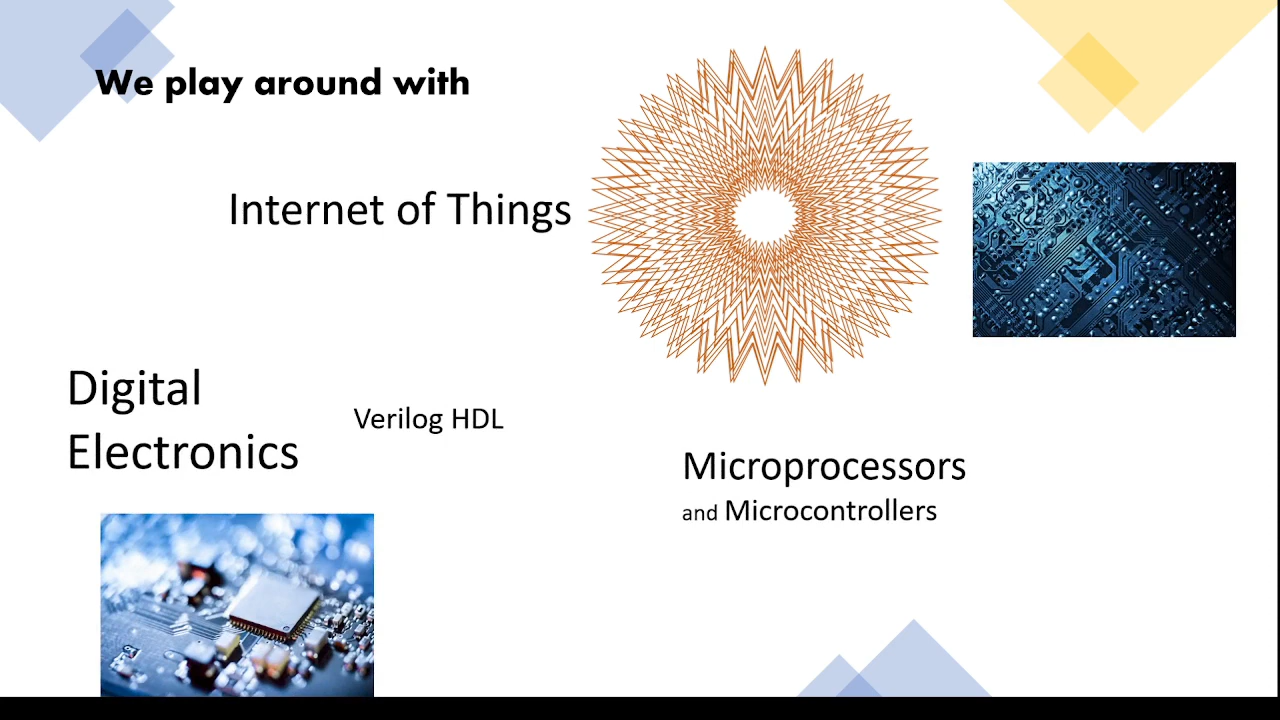 We play around with
Internet of Things
Digital
Electronics
Verilog HDL
Microprocessors
and Microcontrollers